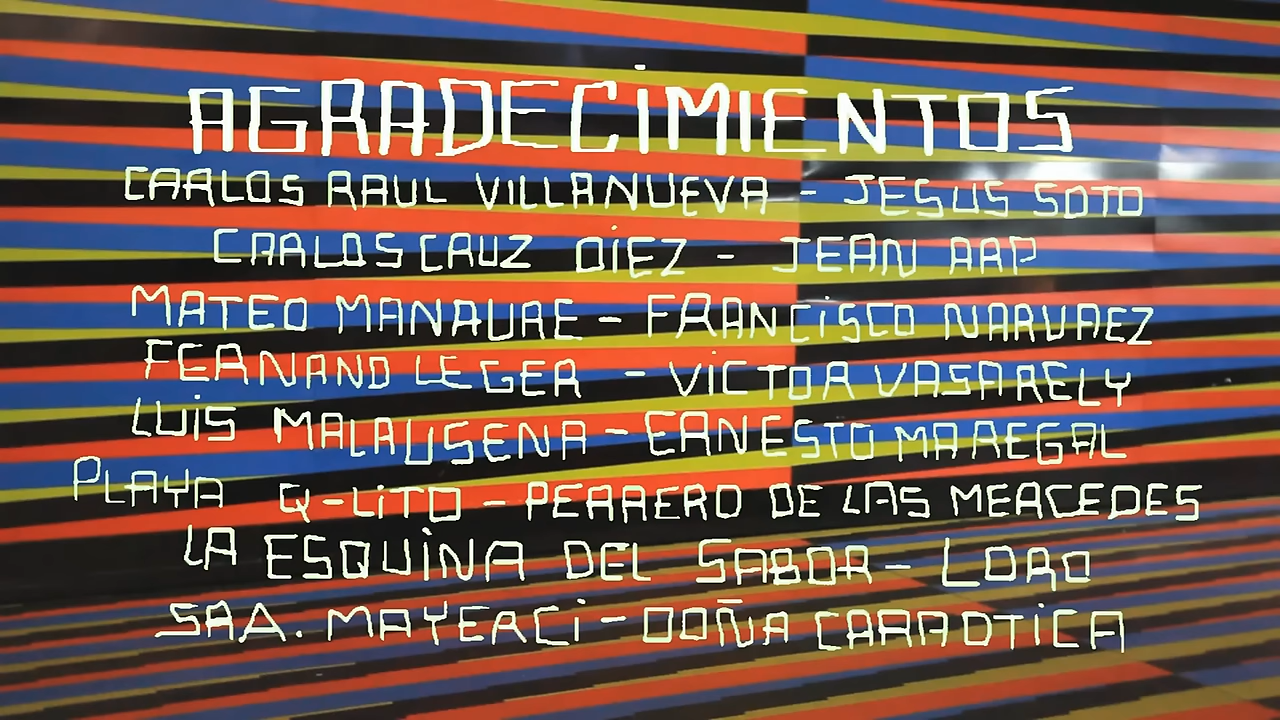 AGRADECIMIENTOS
CARLOS RAUL VILLANUEVA - JESUS SOTO
CARLOS CRUZ DIEZ - JEAN ARP
MATEO MANAURE - FRANCISCO NARVAEZ
FERNAND LEGER - VICTOR VASARELY
LUIS MALAUSENA - ERNESTO MAREGAL
PLAYA Q-LITO - PERRERO DE LAS MERCEDES
LA ESQUINA DEL SABOR - LORO
SRA. MAYERCI - DOÑA CARAOTICA